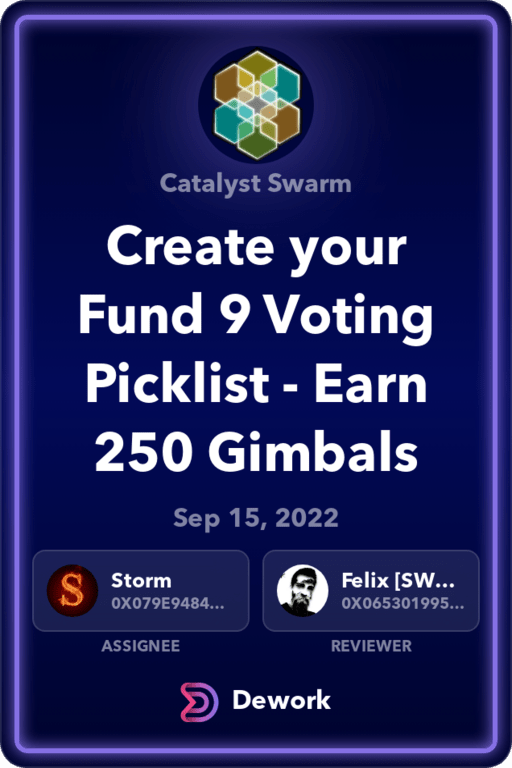 Catalyst Swarm
Create your
Fund 9 Voting
Picklist - Earn
250 Gimbals
Sep 15, 2022
S
Storm
0X079E9484...
Felix [SW...
0X065301995...
ASSIGNEE
REVIEWER
Dework